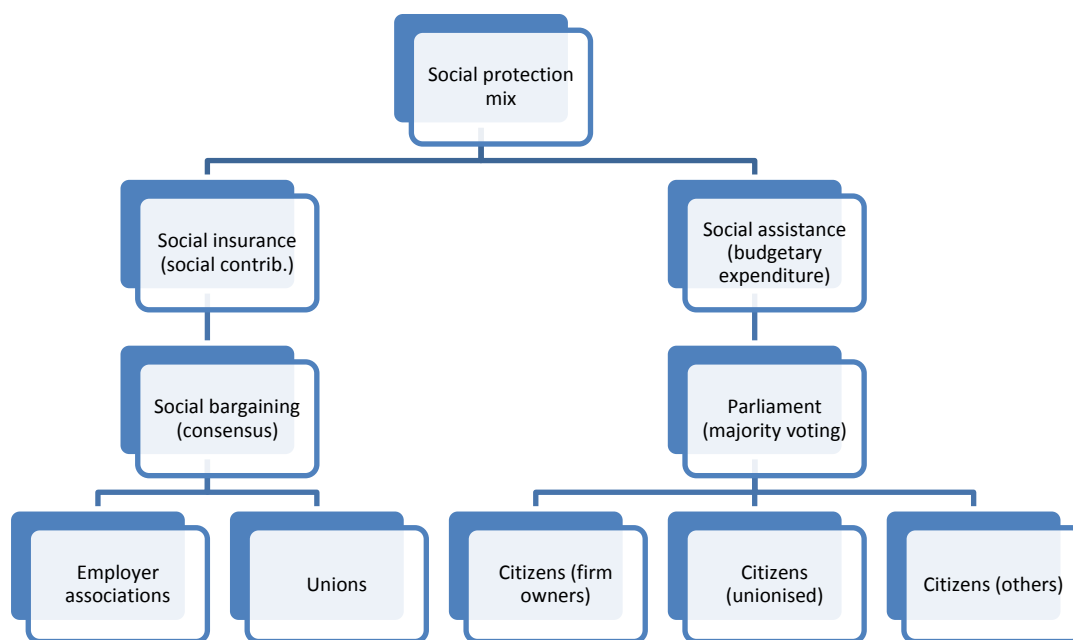 Social protection
mix
Social insurance
(social contrib.)
Social assistance
(budgetary
expenditure)
Social bargaining
(consensus)
Parliament
(majority voting)
Employer
associations
Unions
Citizens (firm
owners)
Citizens
(unionised)
Citizens (others)